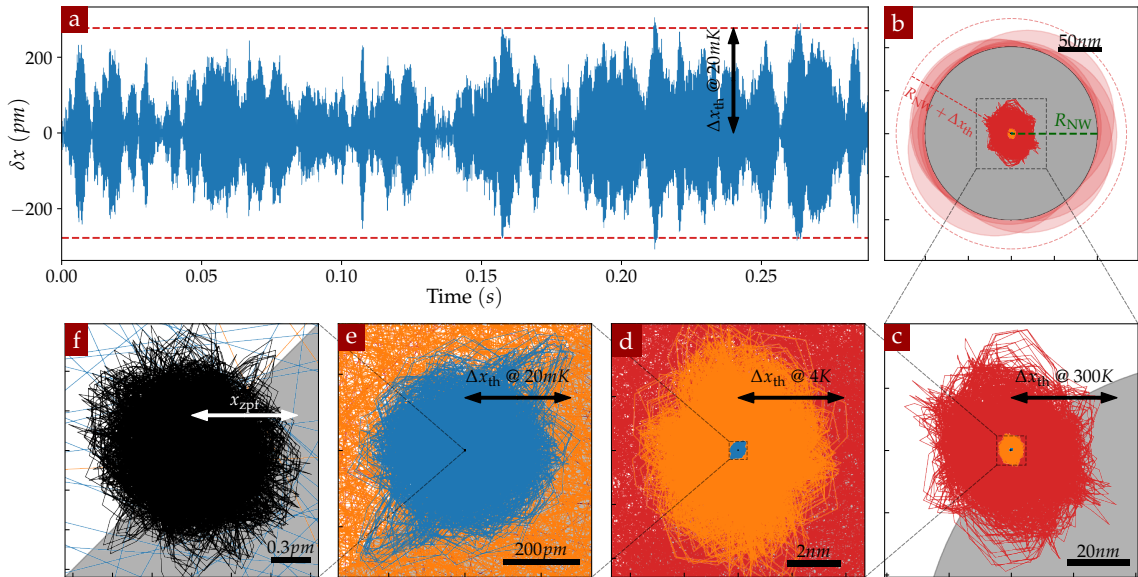 a
δx (pm)
200
0
−200
Δx_th @ 20mK
0.00
0.05
0.10
0.15
0.20
0.25
Time (s)
b
50nm
R_NW + Δx_th
R_NW
f
x_zpf
0.3pm
e
Δx_th @ 20mK
200pm
d
Δx_th @ 4K
2nm
c
Δx_th @ 300K
20nm